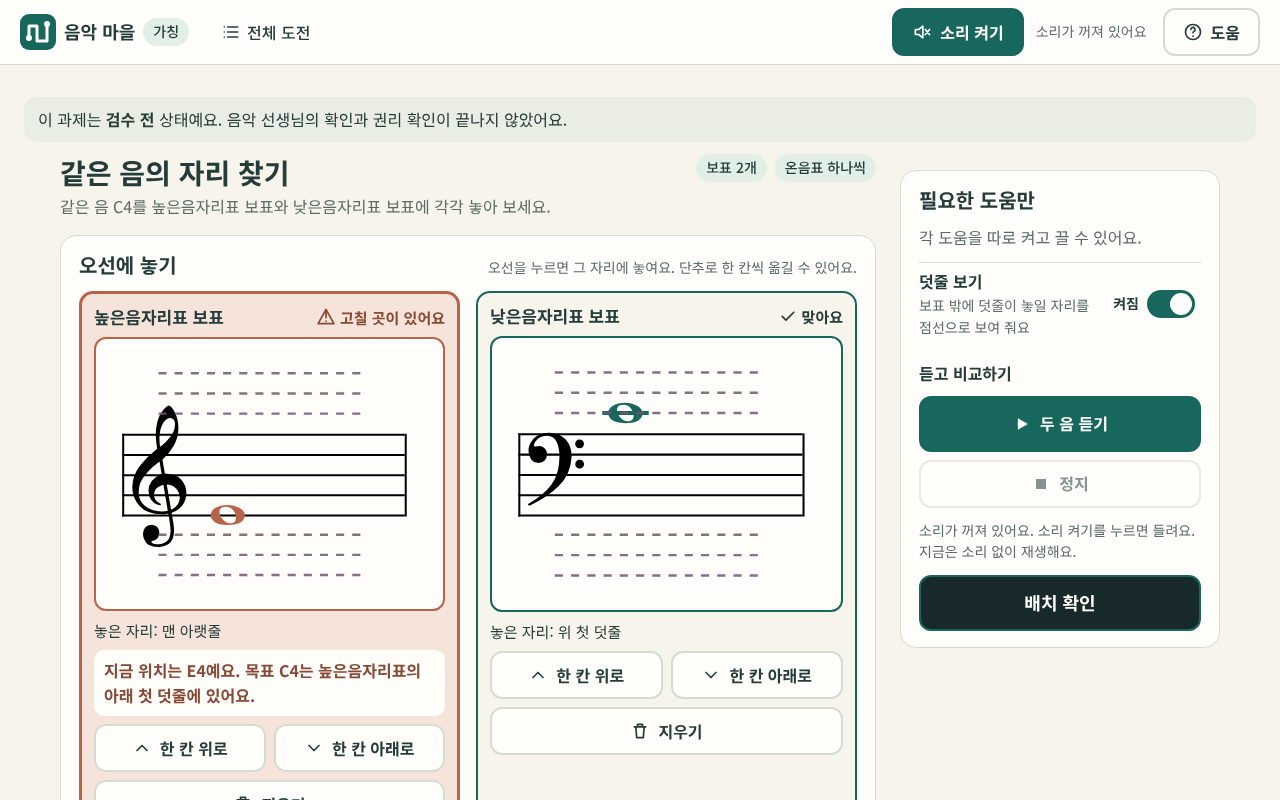 음악 마을
가칭
전체 도전
소리 켜기
소리가 꺼져 있어요
도움
이 과제는 검수 전 상태예요. 음악 선생님의 확인과 권리 확인이 끝나지 않았어요.
같은 음의 자리 찾기
보표 2개
온음표 하나씩
같은 음 C4를 높은음자리표 보표와 낮은음자리표 보표에 각각 놓아 보세요.
오선에 놓기
오선을 누르면 그 자리에 놓여요. 단추로 한 칸씩 옮길 수 있어요.
높은음자리표 보표
고칠 곳이 있어요
놓은 자리: 맨 아랫줄
지금 위치는 E4예요. 목표 C4는 높은음자리표의
아래 첫 덧줄에 있어요.
한 칸 위로
한 칸 아래로
낮은음자리표 보표
맞아요
놓은 자리: 위 첫 덧줄
한 칸 위로
한 칸 아래로
지우기
필요한 도움만
각 도움을 따로 켜고 끌 수 있어요.
덧줄 보기
보표 밖에 덧줄이 놓일 자리를
점선으로 보여 줘요
켜짐
듣고 비교하기
두 음 듣기
정지
소리가 꺼져 있어요. 소리 켜기를 누르면 들려요.
지금은 소리 없이 재생해요.
배치 확인